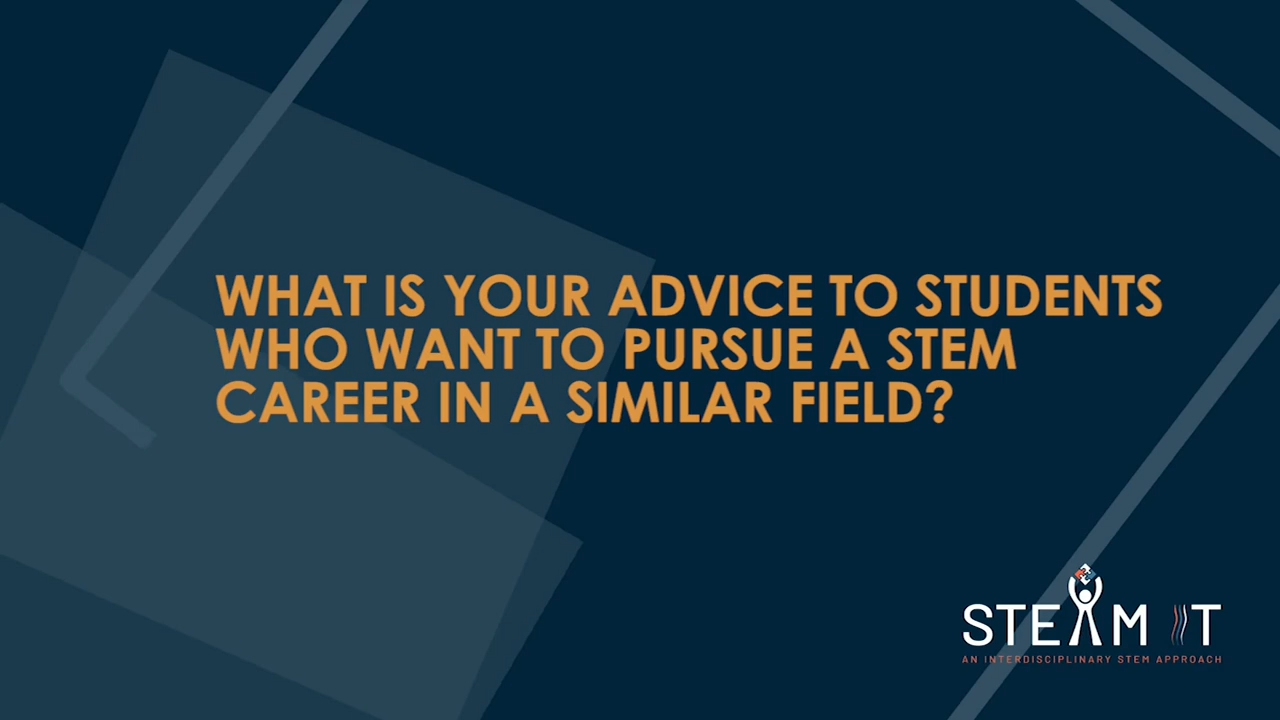 WHAT IS YOUR ADVICE TO STUDENTS
WHO WANT TO PURSUE A STEM
CAREER IN A SIMILAR FIELD?
STEAM IT
AN INTERDISCIPLINARY STEM APPROACH